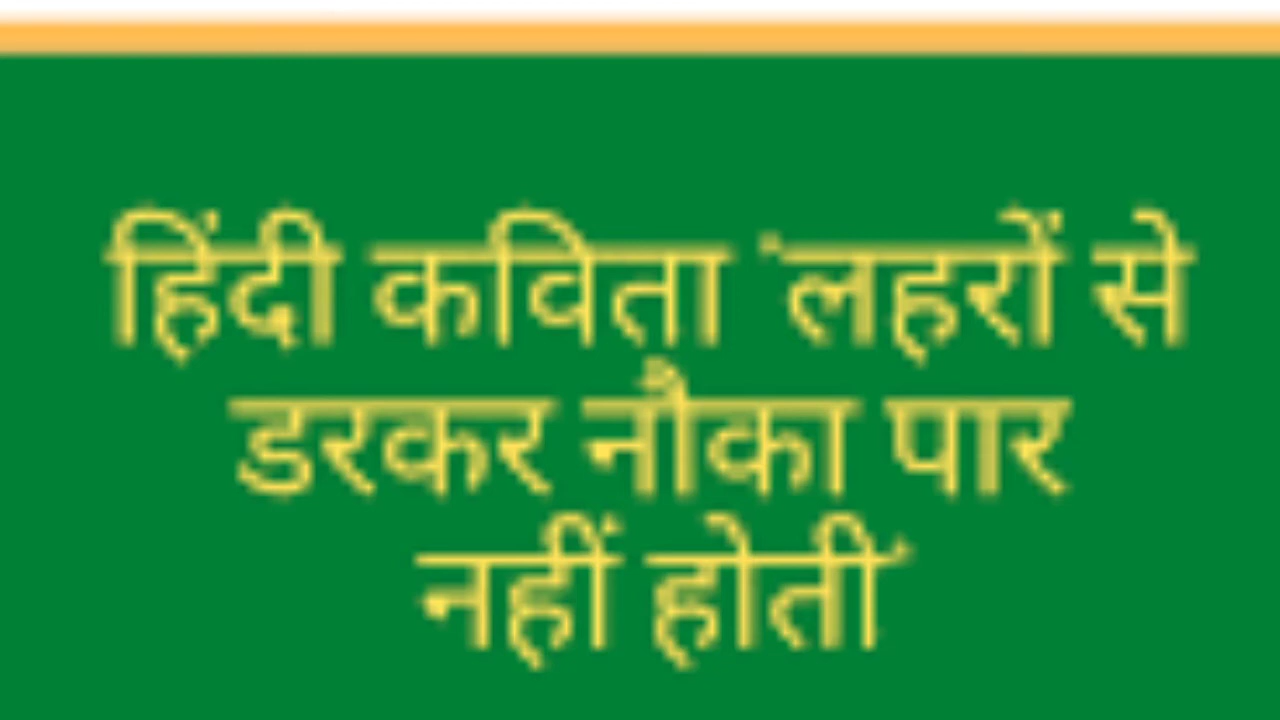 हिंदी कविता 'लहरों से
डरकर नौका पार
नहीं होती'